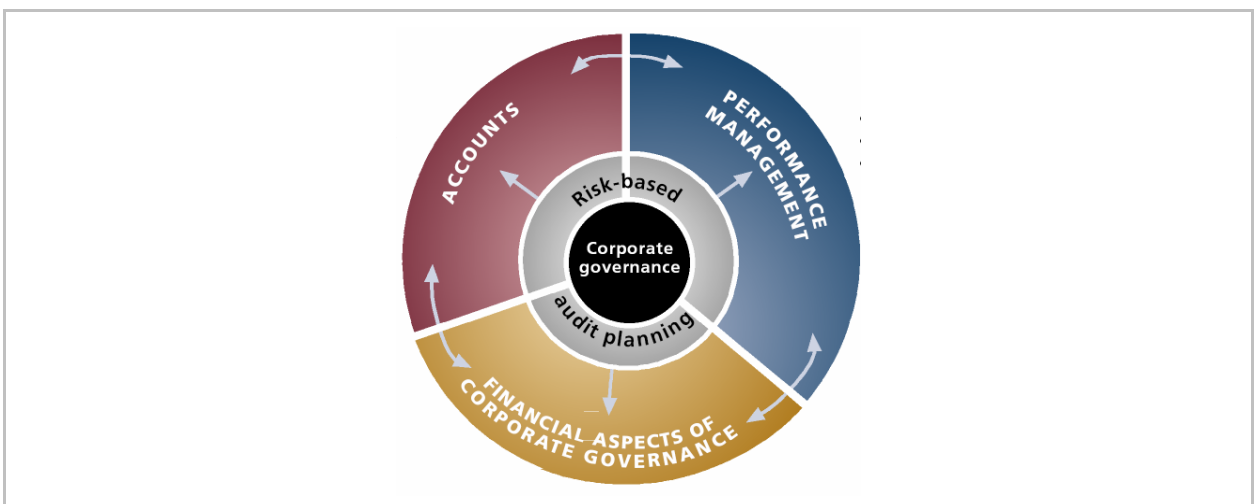 ACCOUNTS
PERFORMANCE
MANAGEMENT
Risk-based
Corporate
governance
audit planning
FINANCIAL ASPECTS OF
CORPORATE GOVERNANCE